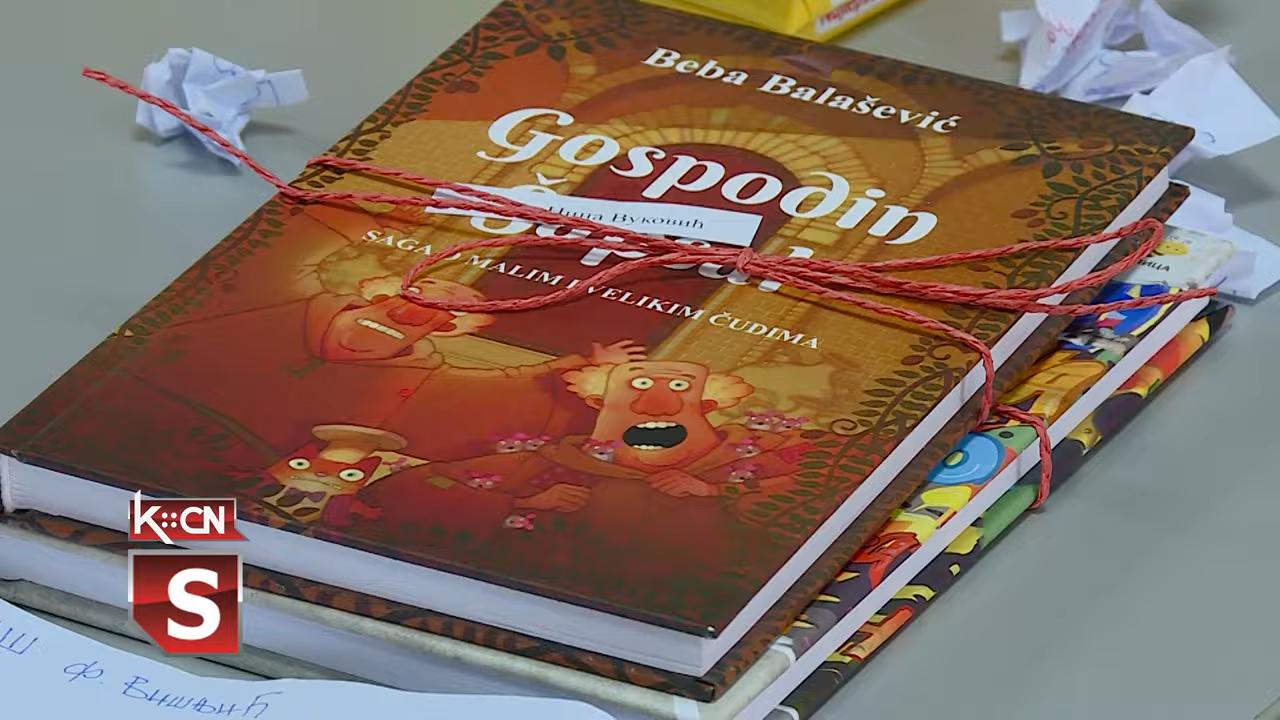 Beba Balašević
Gospodin
Нина Вуковић
SAGA O MALIM I VELIKIM ČUDIMA
K::CN
S
Ш ф. Вишњић